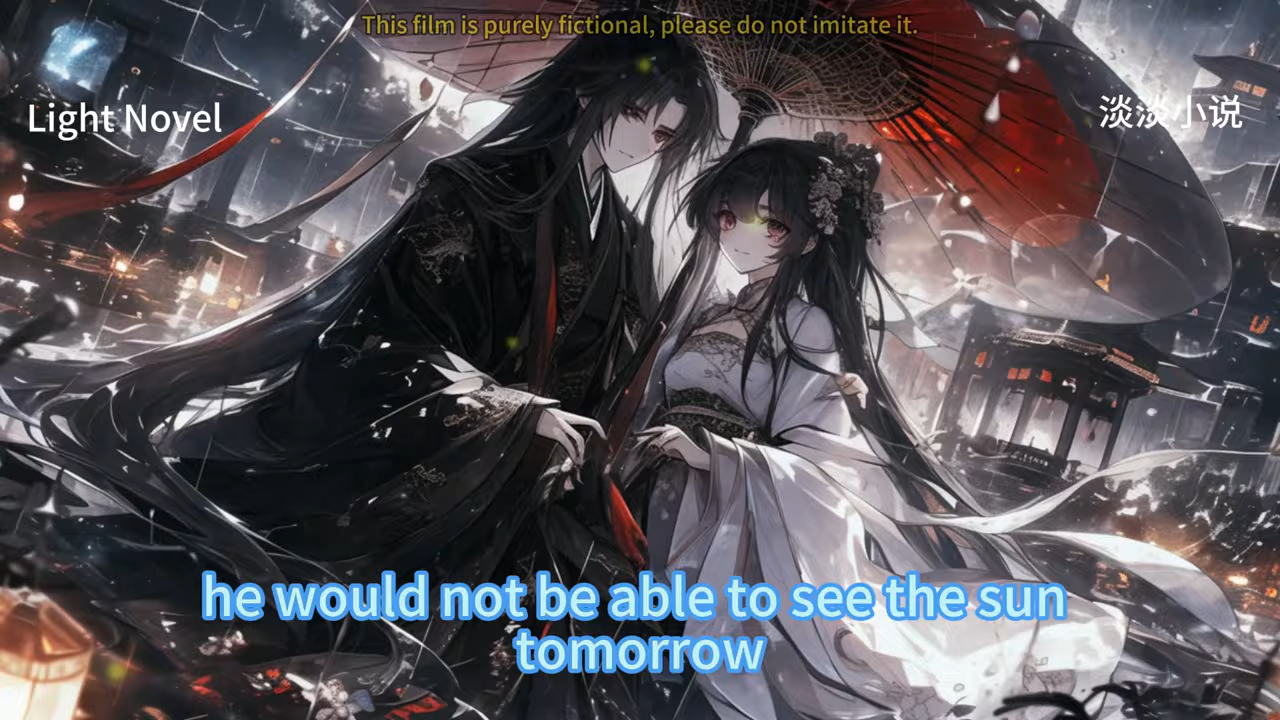 This film is purely fictional, please do not imitate it.
Light Novel
淡淡小说
he would not be able to see the sun
tomorrow